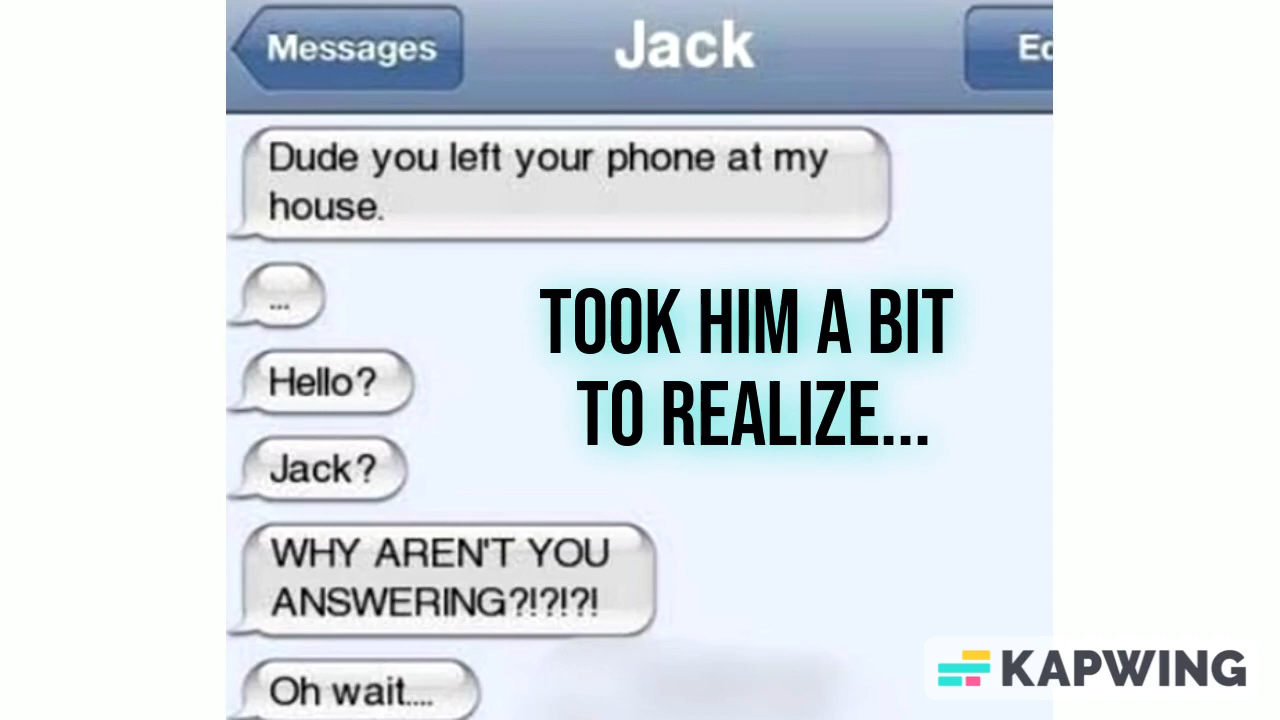 Messages
Jack
Ed
Dude you left your phone at my
house.
...
Hello?
Jack?
TOOK HIM A BIT
TO REALIZE...
WHY AREN'T YOU
ANSWERING?!?!?!
Oh wait....
KAPWING